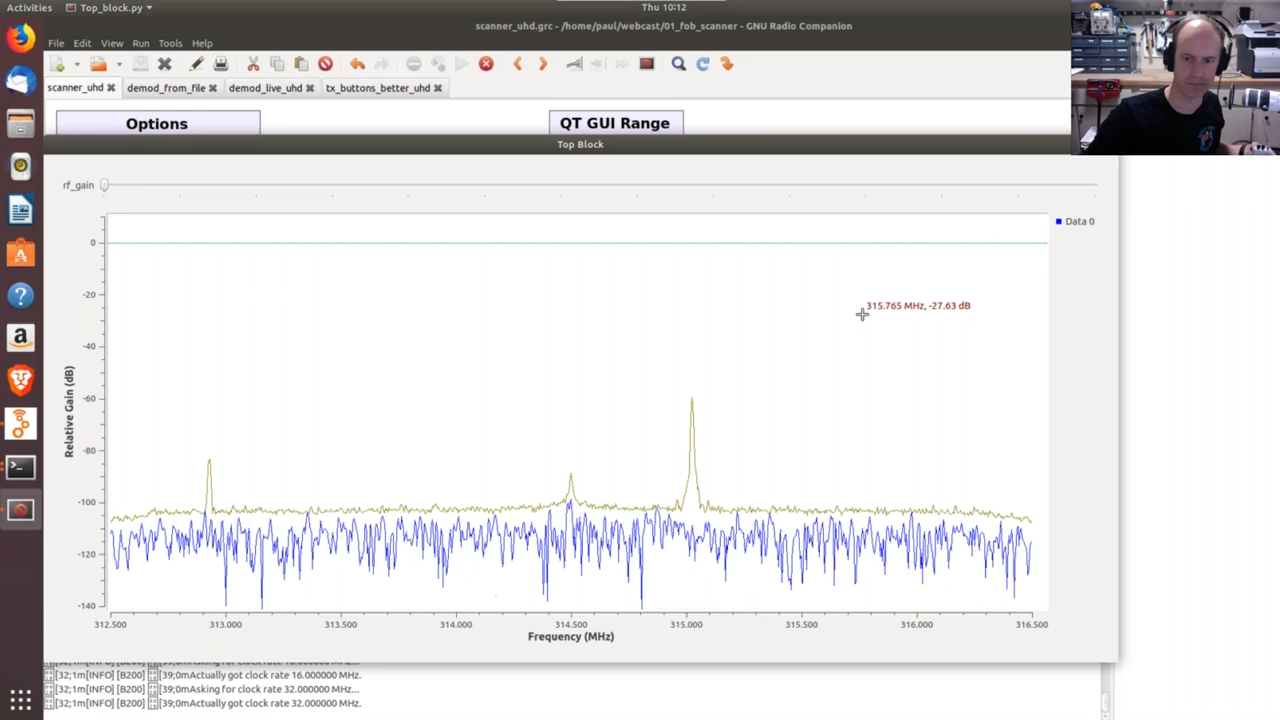 Activities
Top_block.py
Thu 10:12
scanner_uhd.grc - /home/paul/webcast/01_fob_scanner - GNU Radio Companion
File Edit View Run Tools Help
scanner_uhd demod_from_file demod_live_uhd tx_buttons_better_uhd
Options
QT GUI Range
Top Block
rf_gain
Data 0
0
-20
-40
-60
-80
-100
-120
-140
Relative Gain (dB)
315.765 MHz, -27.63 dB
312.500 313.000 313.500 314.000 314.500 315.000 315.500 316.000 316.500
Frequency (MHz)
[32;1m[INFO] [B200] [39;0mActually got clock rate 16.000000 MHz.
[32;1m[INFO] [B200] [39;0mAsking for clock rate 32.000000 MHz...
[32;1m[INFO] [B200] [39;0mActually got clock rate 32.000000 MHz.